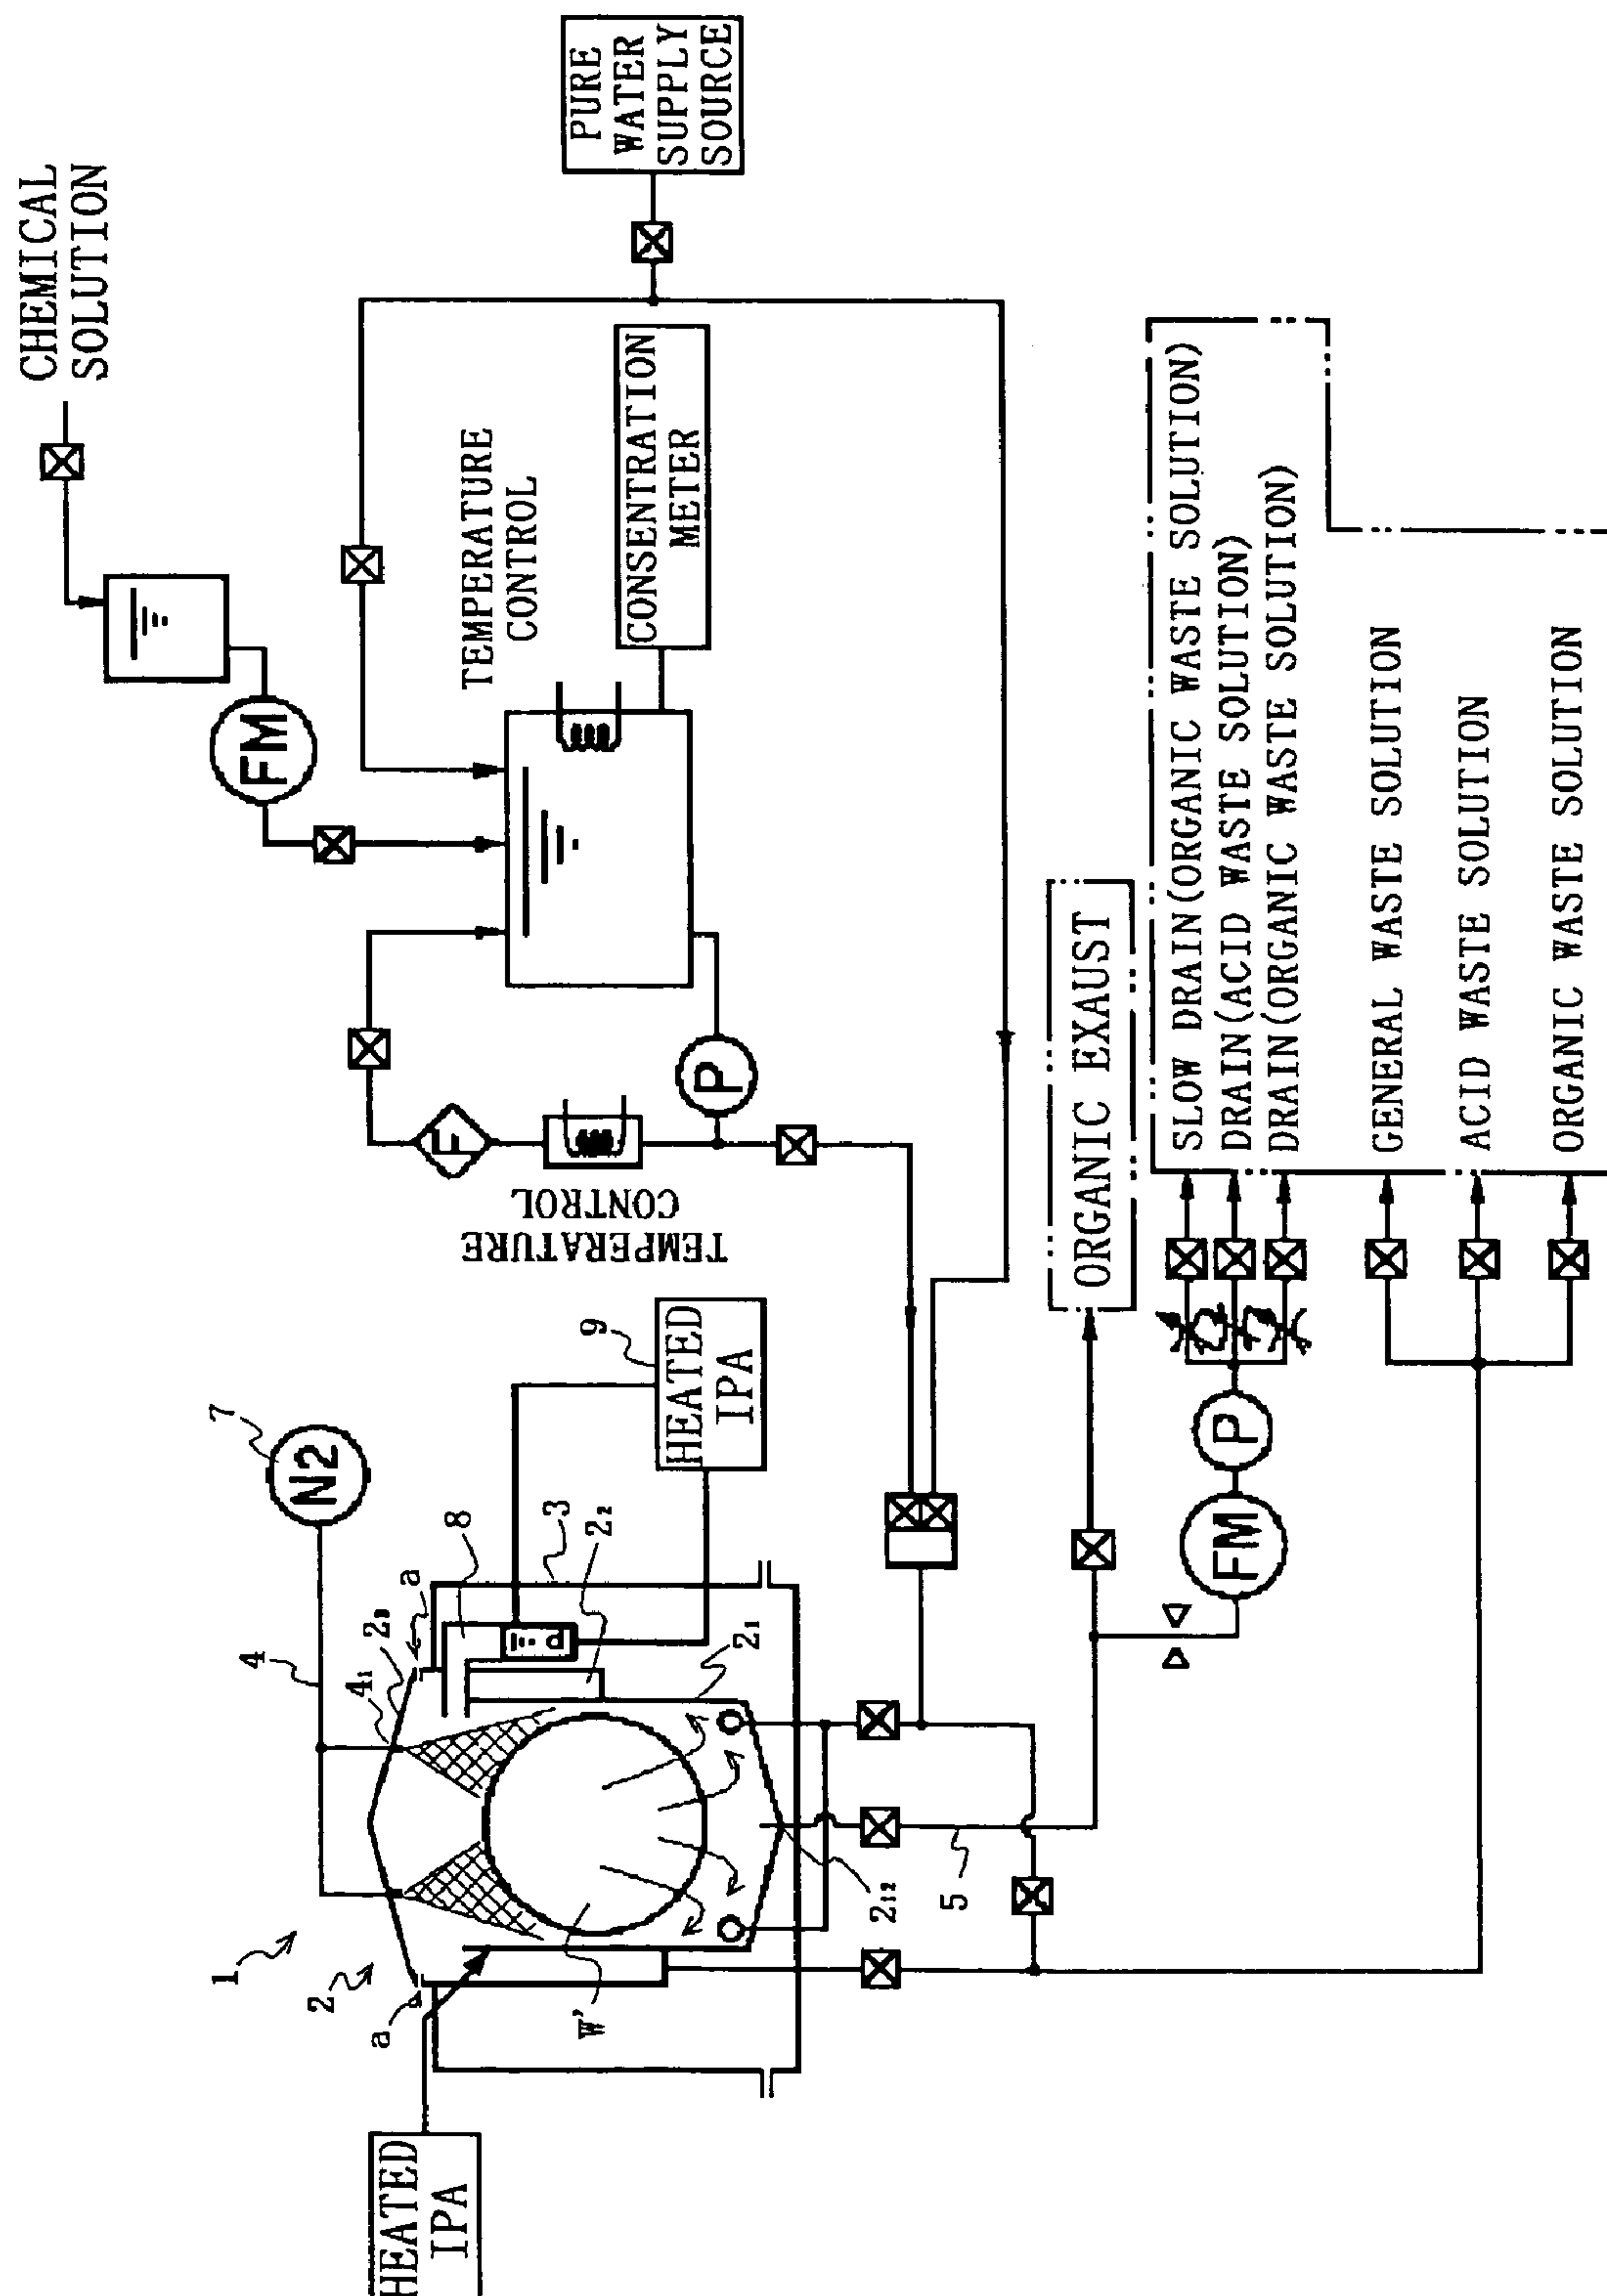 CHEMICAL
SOLUTION
PURE
WATER
SUPPLY
SOURCE
FM
TEMPERATURE
CONTROL
CONSENTRATION
METER
F
TEMPERATURE
CONTROL
P
7
N2
9
HEATED
IPA
4
4₁
2₃
a
8
3
2₂
P
2₁
1
2
a
W'
2₁₂
5
HEATED
IPA
ORGANIC EXHAUST
FM
P
SLOW DRAIN(ORGANIC WASTE SOLUTION)
DRAIN(ACID WASTE SOLUTION)
DRAIN(ORGANIC WASTE SOLUTION)
GENERAL WASTE SOLUTION
ACID WASTE SOLUTION
ORGANIC WASTE SOLUTION